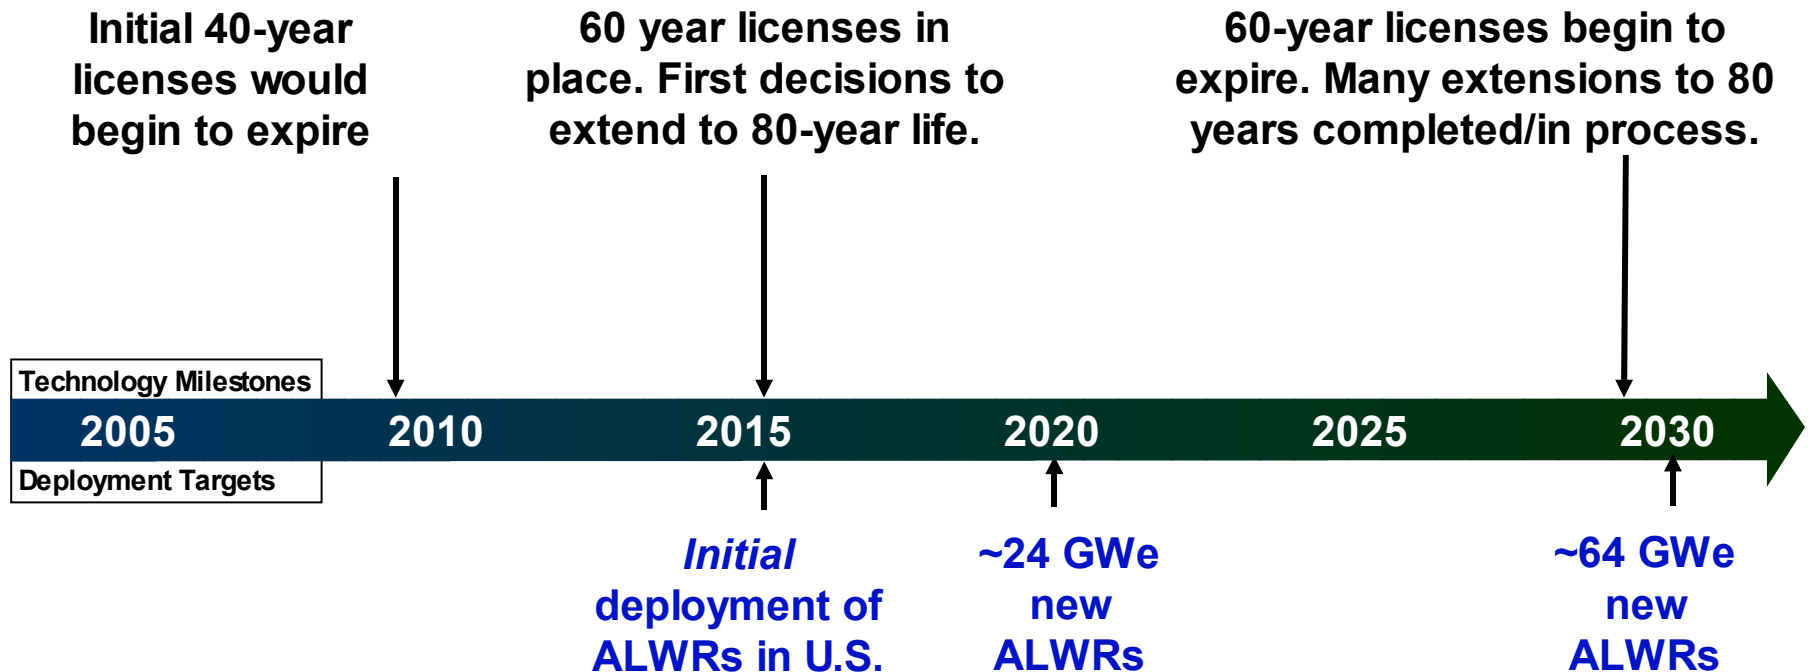 Initial 40-year
licenses would
begin to expire
60 year licenses in
place. First decisions to
extend to 80-year life.
60-year licenses begin to
expire. Many extensions to 80
years completed/in process.
Technology Milestones
2005 2010 2015 2020 2025 2030
Deployment Targets
Initial
deployment of
ALWRs in U.S.
~24 GWe
new
ALWRs
~64 GWe
new
ALWRs